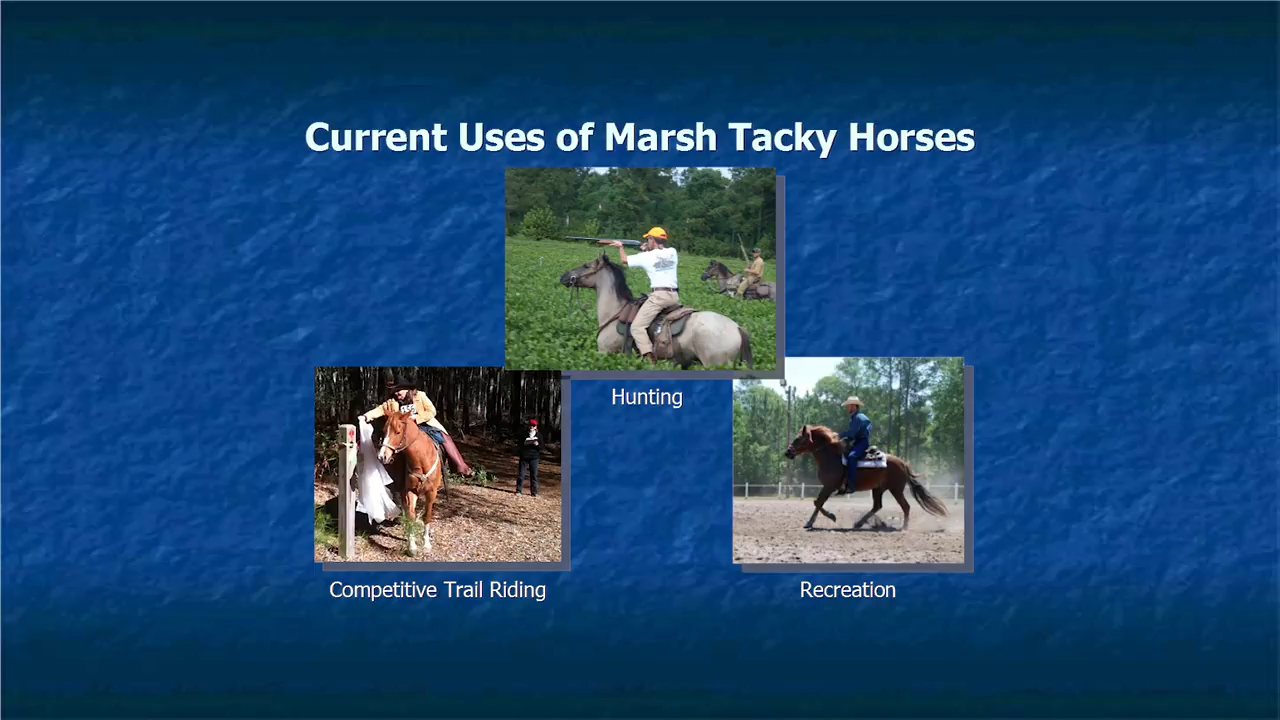 Current Uses of Marsh Tacky Horses
Hunting
Competitive Trail Riding
Recreation